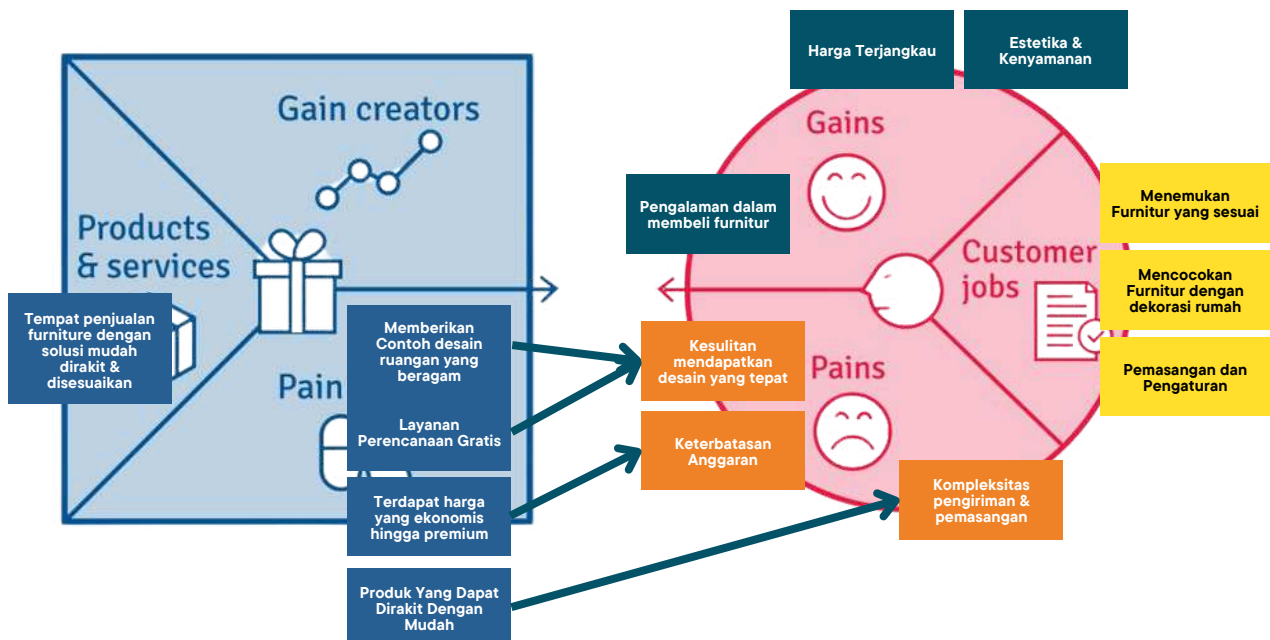 Gain creators
Products
& services
Tempat penjualan
furniture dengan
solusi mudah
dirakit &
disesuaikan
Pain
Memberikan
Contoh desain
ruangan yang
beragam
Layanan
Perencanaan Gratis
Terdapat harga
yang ekonomis
hingga premium
Produk Yang Dapat
Dirakit Dengan
Mudah
Harga Terjangkau
Estetika &
Kenyamanan
Gains
Pengalaman dalam
membeli furnitur
Customer
jobs
Menemukan
Furnitur yang sesuai
Mencocokan
Furnitur dengan
dekorasi rumah
Pemasangan dan
Pengaturan
Kesulitan
mendapatkan
desain yang tepat
Pains
Keterbatasan
Anggaran
Kompleksitas
pengiriman &
pemasangan